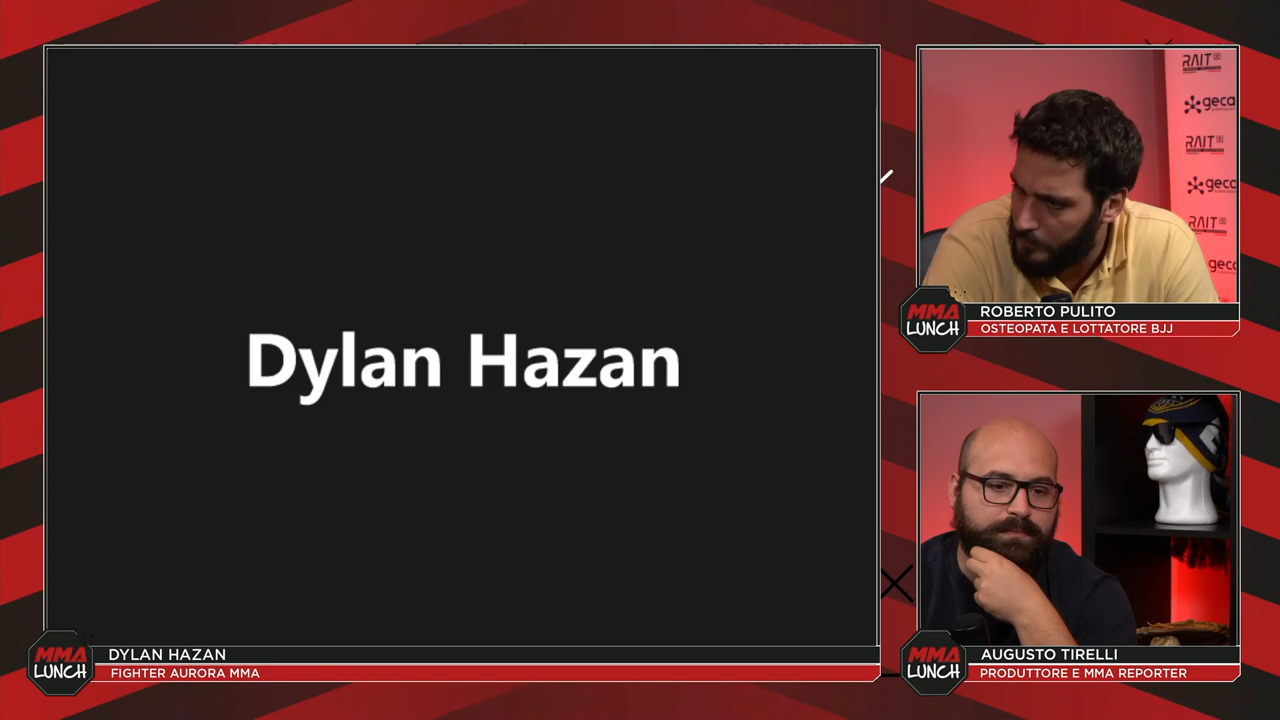 Dylan Hazan
MMA
LUNCH
DYLAN HAZAN
FIGHTER AURORA MMA
RAIT
geca
RAIT
geca
RAIT
geca
MMA
LUNCH
ROBERTO PULITO
OSTEOPATA E LOTTATORE BJJ
MMA
LUNCH
AUGUSTO TIRELLI
PRODUTTORE E MMA REPORTER